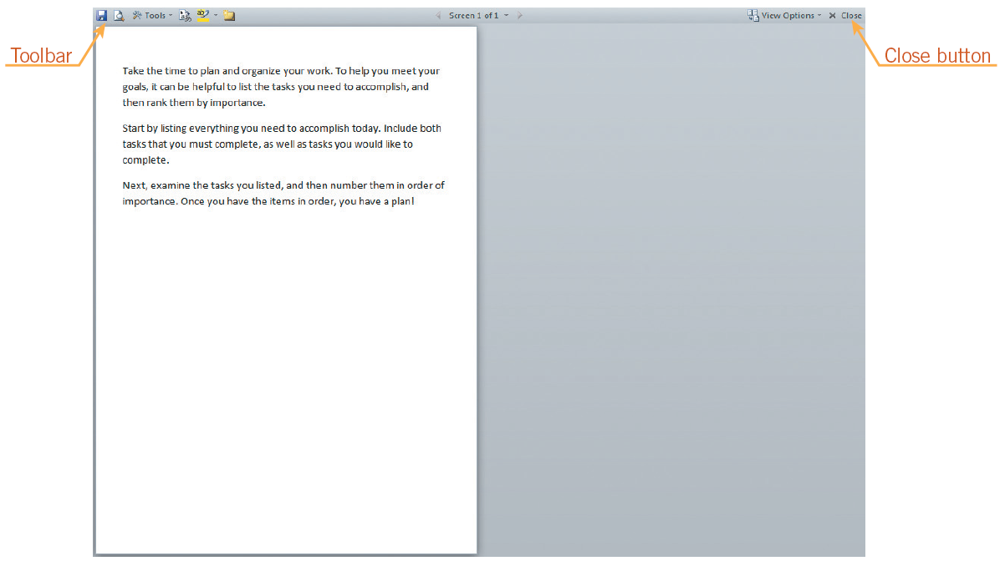 Tools
Screen 1 of 1
View Options
Close
Toolbar
Close button
Take the time to plan and organize your work. To help you meet your
goals, it can be helpful to list the tasks you need to accomplish, and
then rank them by importance.
Start by listing everything you need to accomplish today. Include both
tasks that you must complete, as well as tasks you would like to
complete.
Next, examine the tasks you listed, and then number them in order of
importance. Once you have the items in order, you have a plan!